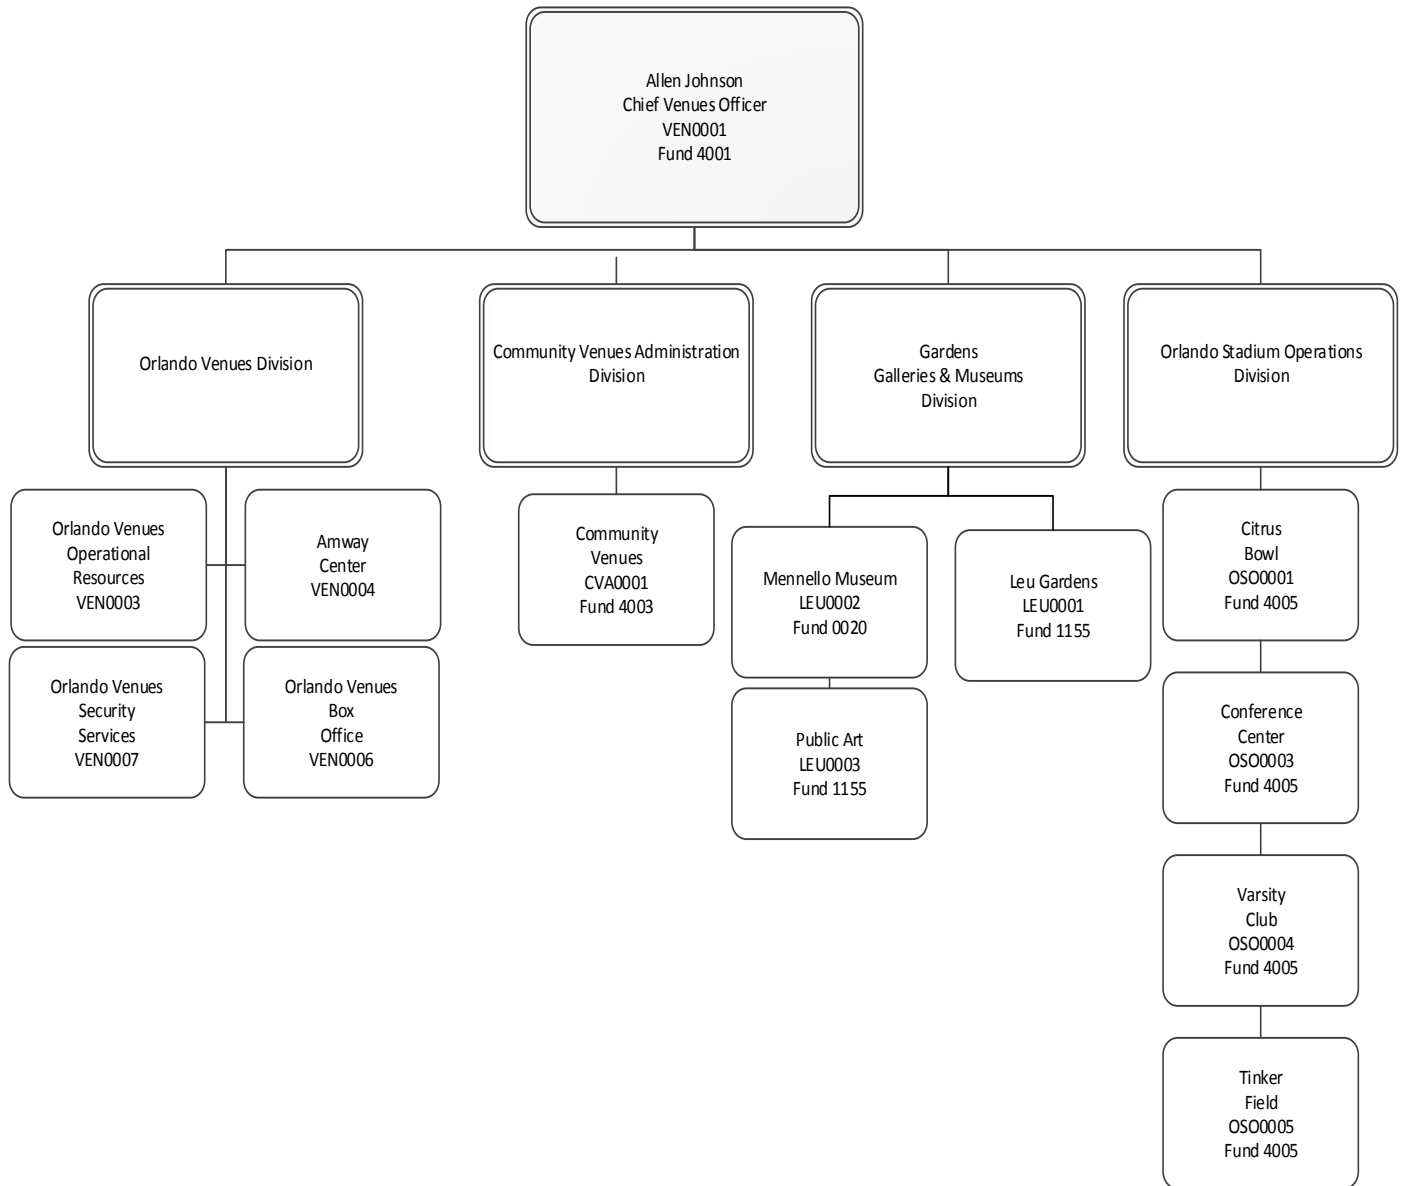 Allen Johnson
Chief Venues Officer
VEN0001
Fund 4001
Orlando Venues Division
Community Venues Administration
Division
Gardens
Galleries & Museums
Division
Orlando Stadium Operations
Division
Orlando Venues
Operational
Resources
VEN0003
Amway
Center
VEN0004
Orlando Venues
Security
Services
VEN0007
Orlando Venues
Box
Office
VEN0006
Community
Venues
CVA0001
Fund 4003
Mennello Museum
LEU0002
Fund 0020
Leu Gardens
LEU0001
Fund 1155
Public Art
LEU0003
Fund 1155
Citrus
Bowl
OSO0001
Fund 4005
Conference
Center
OSO0003
Fund 4005
Varsity
Club
OSO0004
Fund 4005
Tinker
Field
OSO0005
Fund 4005